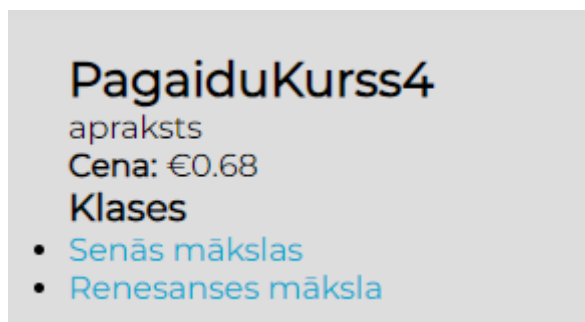 PagaiduKurss4
apraksts
Cena: €0.68
Klases
Senās mākslas
Renesanses māksla